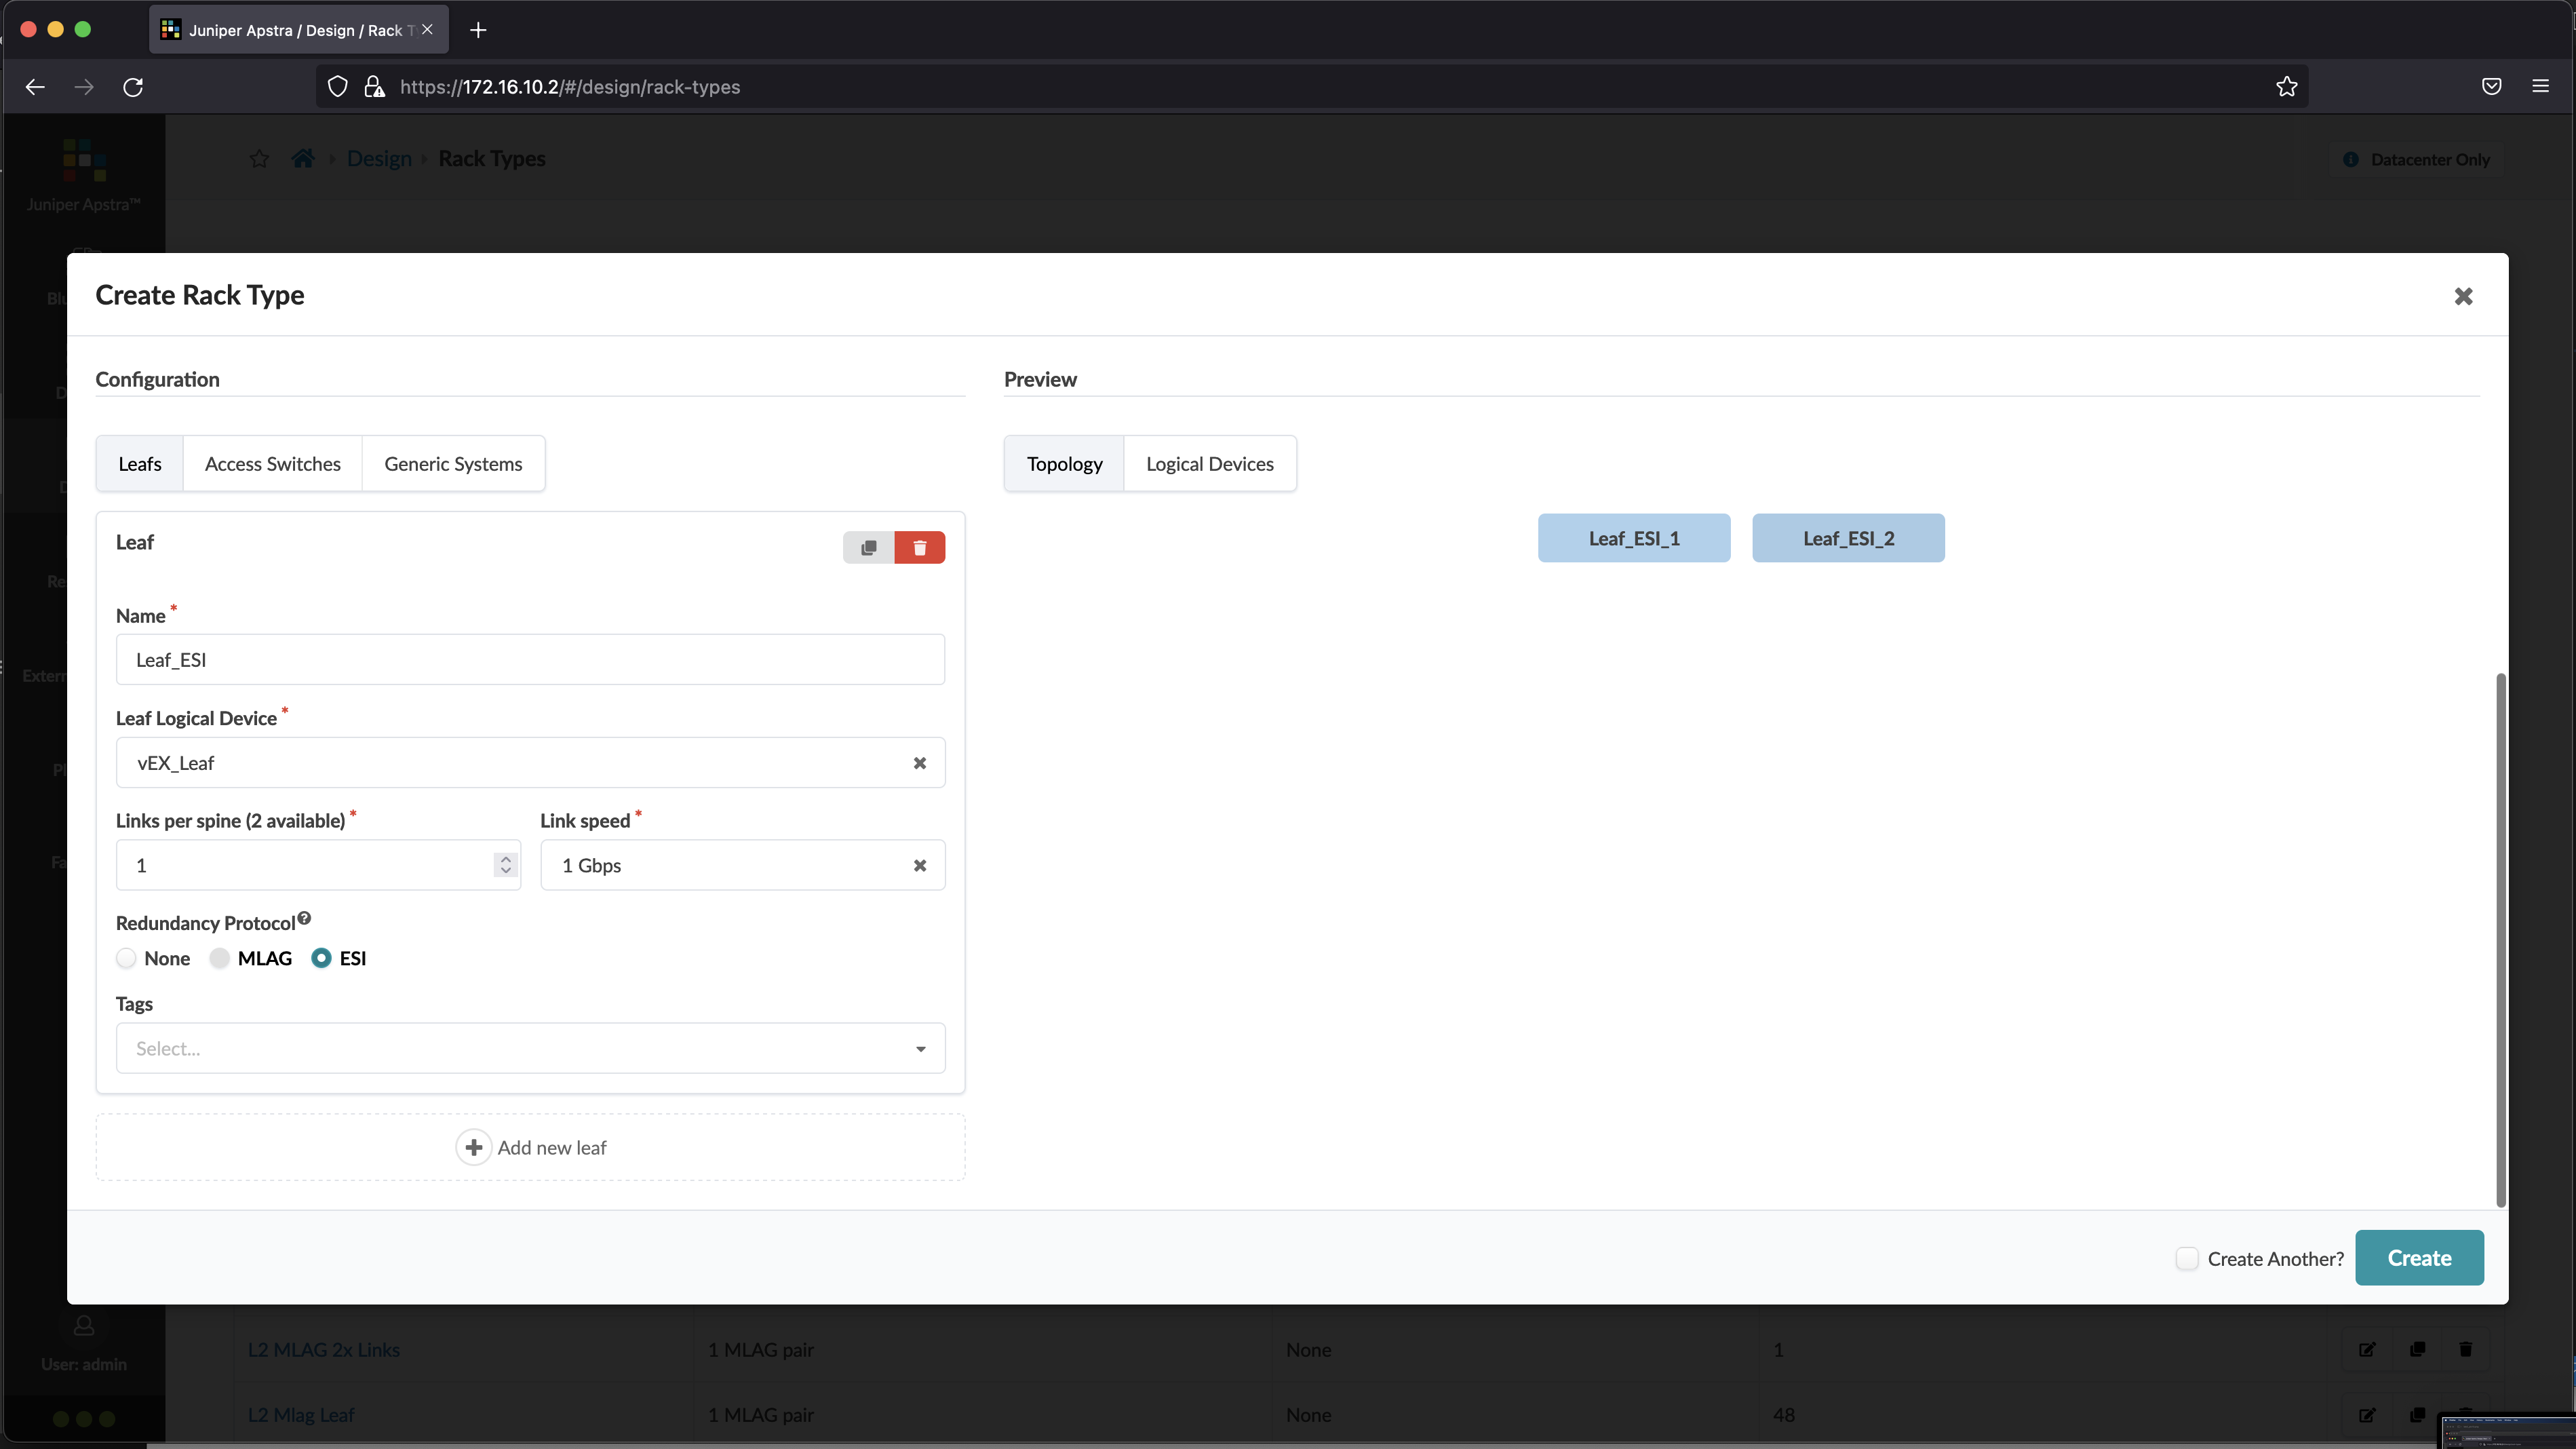 Juniper Apstra / Design / Rack T
https://172.16.10.2/#/design/rack-types
Juniper Apstra™
Design
Rack Types
Datacenter Only
Create Rack Type
Configuration
Preview
Leafs
Access Switches
Generic Systems
Topology
Logical Devices
Leaf
Leaf_ESI_1
Leaf_ESI_2
Name *
Leaf_ESI
Leaf Logical Device *
vEX_Leaf
Links per spine (2 available) *
Link speed *
1
1 Gbps
Redundancy Protocol
None
MLAG
ESI
Tags
Select...
Add new leaf
Create Another?
Create
User: admin
L2 MLAG 2x Links
1 MLAG pair
None
1
L2 Mlag Leaf
1 MLAG pair
None
48